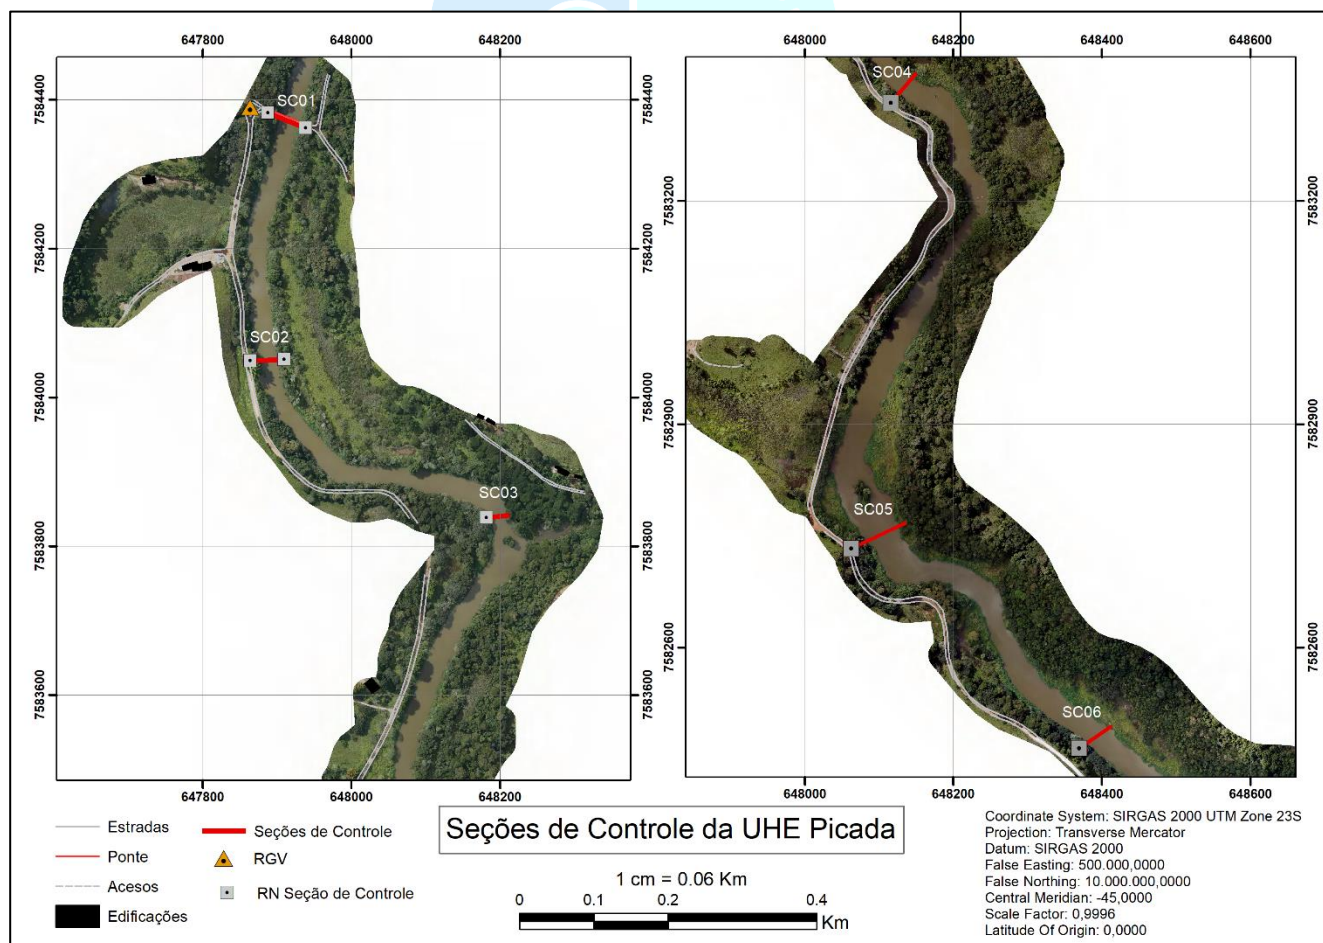 647800 648000 648200
648000 648200 648400 648600
7584400
7584200
7584000
7583800
7583600
SC01
SC02
SC03
7584400
7584200
7584000
7583800
7583600
647800 648000 648200
7583200
7582900
7582600
SC04
SC05
SC06
7583200
7582900
7582600
648000 648200 648400 648600
Estradas
Ponte
Acesos
Edificações
Seções de Controle
RGV
RN Seção de Controle
Seções de Controle da UHE Picada
1 cm = 0.06 Km
0 0.1 0.2 0.4
Km
Coordinate System: SIRGAS 2000 UTM Zone 23S
Projection: Transverse Mercator
Datum: SIRGAS 2000
False Easting: 500.000,0000
False Northing: 10.000.000,0000
Central Meridian: -45,0000
Scale Factor: 0,9996
Latitude Of Origin: 0,0000